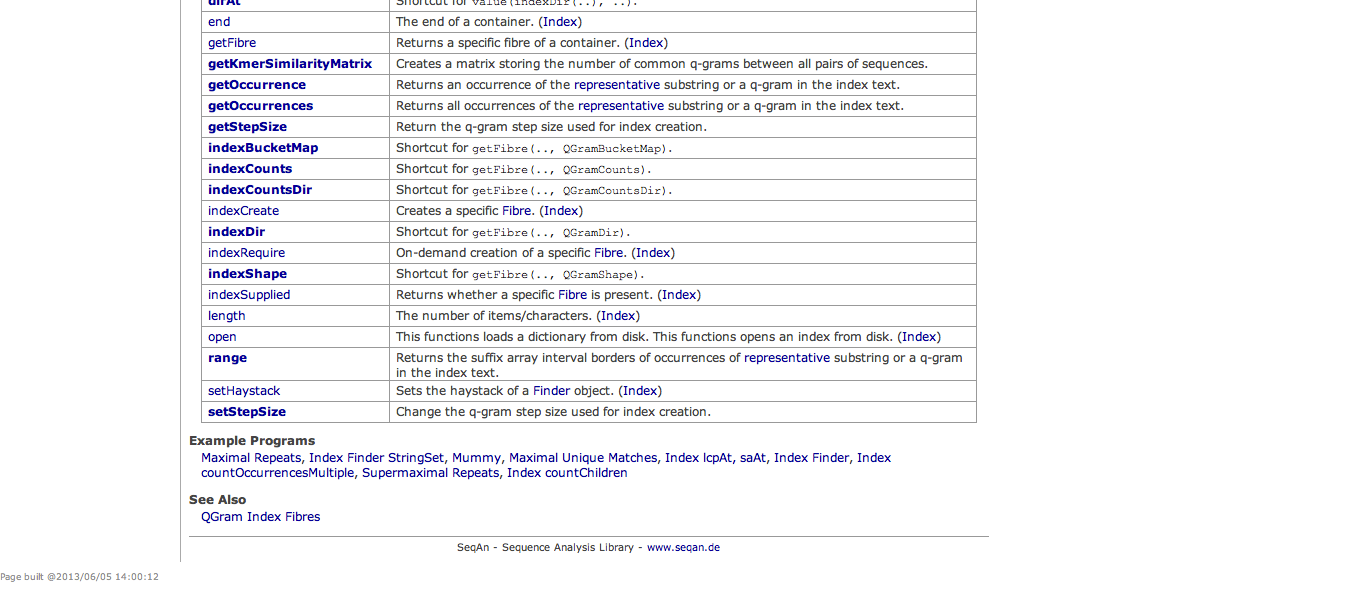 dirAt Shortcut for value(indexDir(..), ..).
end The end of a container. (Index)
getFibre Returns a specific fibre of a container. (Index)
getKmerSimilarityMatrix Creates a matrix storing the number of common q-grams between all pairs of sequences.
getOccurrence Returns an occurrence of the representative substring or a q-gram in the index text.
getOccurrences Returns all occurrences of the representative substring or a q-gram in the index text.
getStepSize Return the q-gram step size used for index creation.
indexBucketMap Shortcut for getFibre(.., QGramBucketMap).
indexCounts Shortcut for getFibre(.., QGramCounts).
indexCountsDir Shortcut for getFibre(.., QGramCountsDir).
indexCreate Creates a specific Fibre. (Index)
indexDir Shortcut for getFibre(.., QGramDir).
indexRequire On-demand creation of a specific Fibre. (Index)
indexShape Shortcut for getFibre(.., QGramShape).
indexSupplied Returns whether a specific Fibre is present. (Index)
length The number of items/characters. (Index)
open This functions loads a dictionary from disk. This functions opens an index from disk. (Index)
range Returns the suffix array interval borders of occurrences of representative substring or a q-gram
in the index text.
setHaystack Sets the haystack of a Finder object. (Index)
setStepSize Change the q-gram step size used for index creation.
Example Programs
Maximal Repeats, Index Finder StringSet, Mummy, Maximal Unique Matches, Index lcpAt, saAt, Index Finder, Index
countOccurrencesMultiple, Supermaximal Repeats, Index countChildren
See Also
QGram Index Fibres
SeqAn - Sequence Analysis Library - www.seqan.de
Page built @2013/06/05 14:00:12